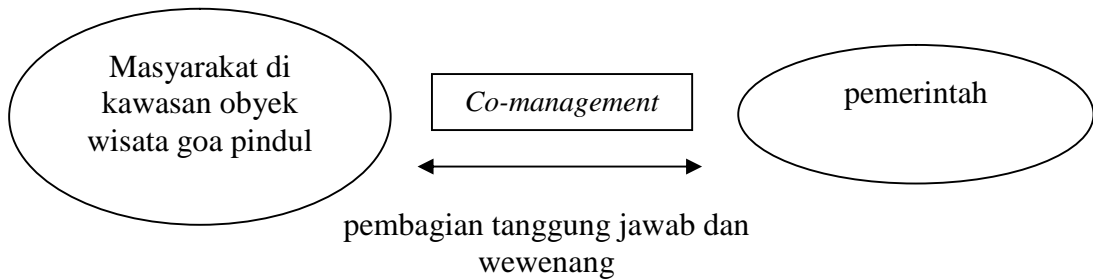 Masyarakat di
kawasan obyek
wisata goa pindul
Co-management
pemerintah
pembagian tanggung jawab dan
wewenang